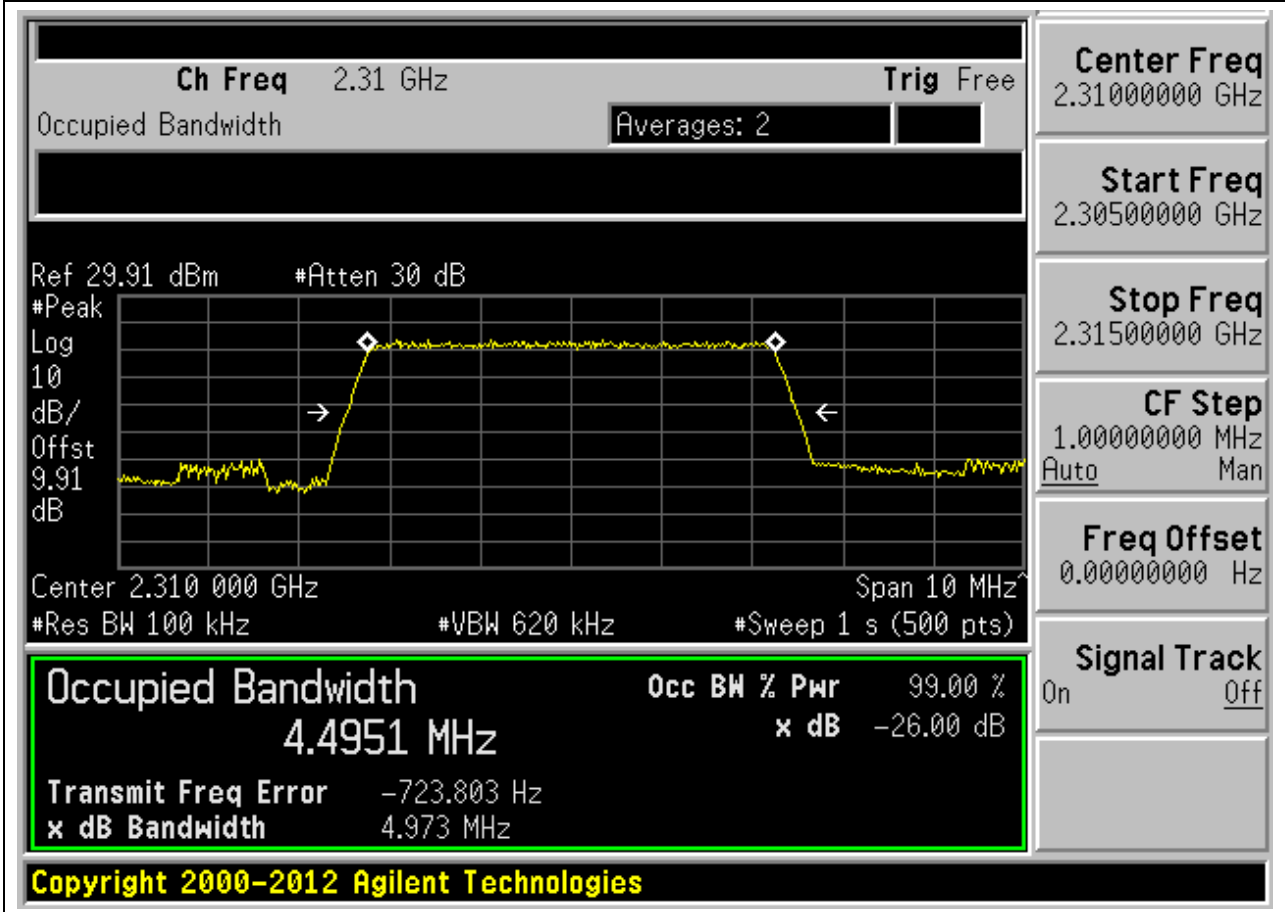 Ch Freq 2.31 GHz Trig Free
Occupied Bandwidth Averages: 2
Ref 29.91 dBm #Atten 30 dB
#Peak
Log
10
dB/
Offst
9.91
dB
Center 2.310 000 GHz Span 10 MHz^
#Res BW 100 kHz #VBW 620 kHz #Sweep 1 s (500 pts)
Occupied Bandwidth Occ BW % Pwr 99.00 %
4.4951 MHz x dB -26.00 dB
Transmit Freq Error -723.803 Hz
x dB Bandwidth 4.973 MHz
Copyright 2000-2012 Agilent Technologies
Center Freq
2.31000000 GHz
Start Freq
2.30500000 GHz
Stop Freq
2.31500000 GHz
CF Step
1.00000000 MHz
Auto Man
Freq Offset
0.00000000 Hz
Signal Track
On Off